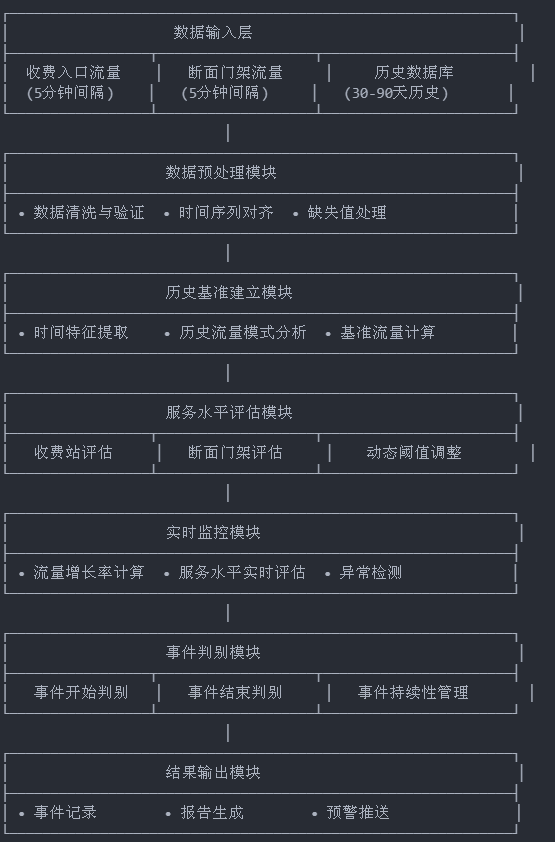 数据输入层
收费入口流量 断面门架流量 历史数据库
(5分钟间隔) (5分钟间隔) (30-90天历史)
数据预处理模块
• 数据清洗与验证 • 时间序列对齐 • 缺失值处理
历史基准建立模块
• 时间特征提取 • 历史流量模式分析 • 基准流量计算
服务水平评估模块
收费站评估 断面门架评估 动态阈值调整
实时监控模块
• 流量增长率计算 • 服务水平实时评估 • 异常检测
事件判别模块
事件开始判别 事件结束判别 事件持续性管理
结果输出模块
• 事件记录 • 报告生成 • 预警推送